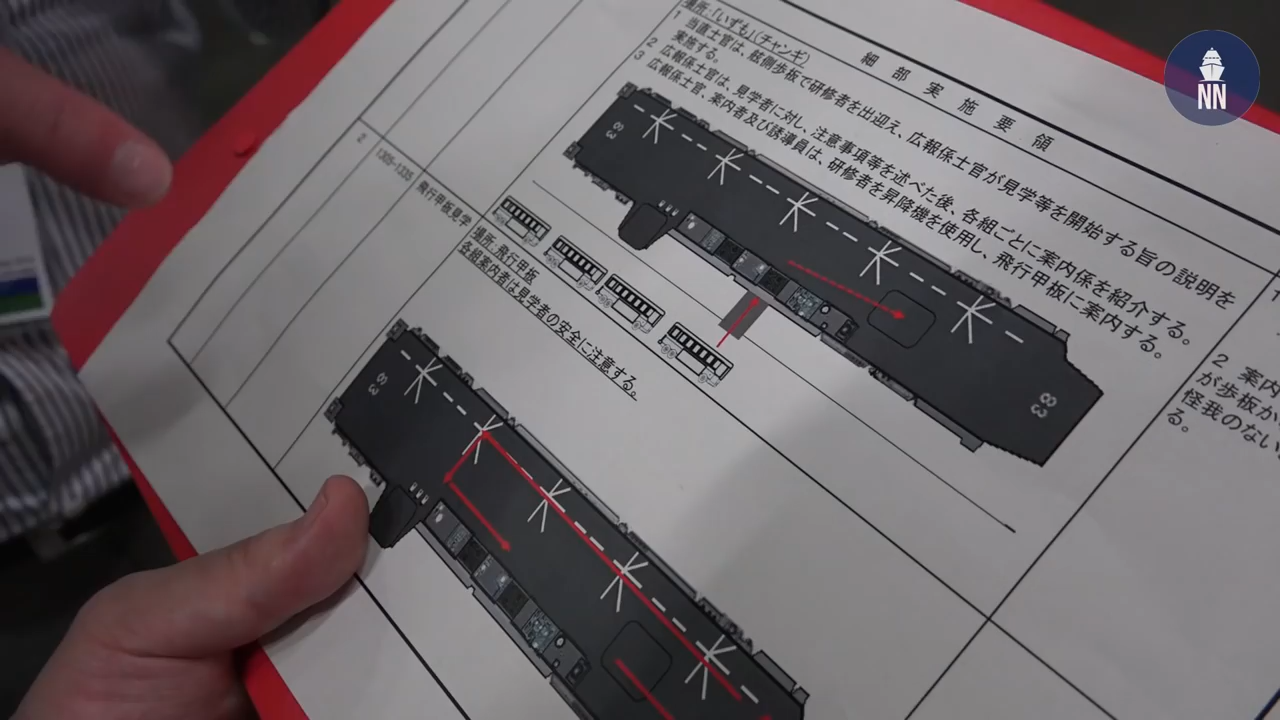 細部実施要領
場所:「いずも」(チャンギ)
1 当直士官は、舷側歩板で研修者を出迎え、広報係士官が見学等を開始する旨の説明を
実施する。
2 広報係士官は、見学者に対し、注意事項等を述べた後、各組ごとに案内係を紹介する。
3 広報係士官、案内者及び誘導員は、研修者を昇降機を使用し、飛行甲板に案内する。
83
83
2
1305-1335
飛行甲板見学
場所:飛行甲板
各組案内者は見学者の安全に注意する。
83
2 案内
が歩板か
怪我のない
る。
NN